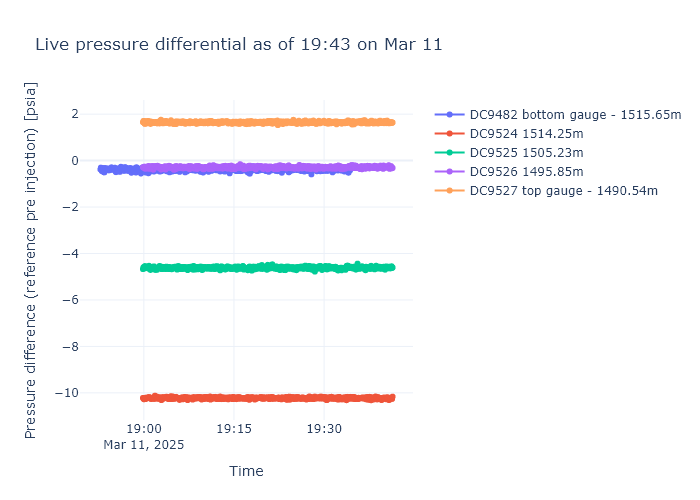 Live pressure differential as of 19:43 on Mar 11
Pressure difference (reference pre injection) [psia]
2
0
−2
−4
−6
−8
−10
19:00
Mar 11, 2025
19:15
19:30
Time
DC9482 bottom gauge - 1515.65m
DC9524 1514.25m
DC9525 1505.23m
DC9526 1495.85m
DC9527 top gauge - 1490.54m